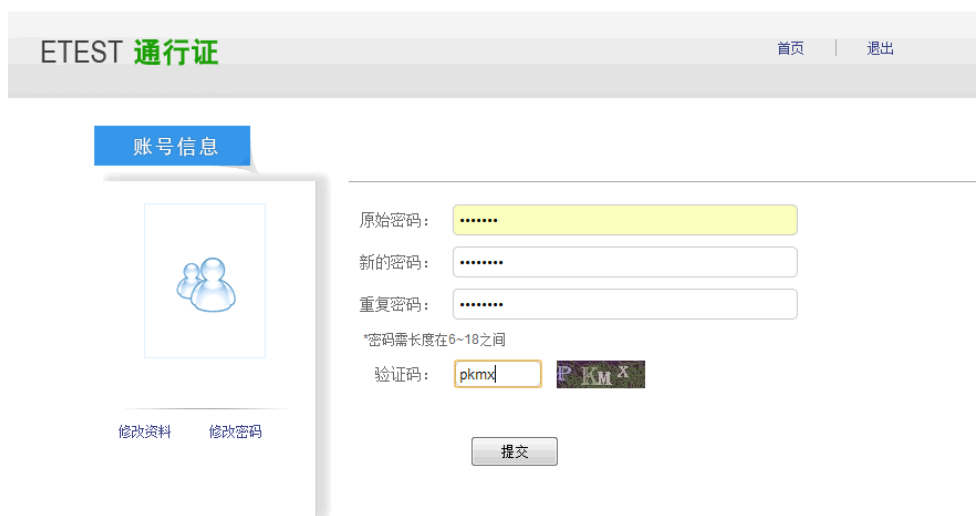 ETEST 通行证
首页 | 退出
账号信息
原始密码： •••••••
新的密码： ••••••••
重复密码： ••••••••
*密码需长度在6~18之间
验证码： pkmx P KM X
修改资料 修改密码
提交